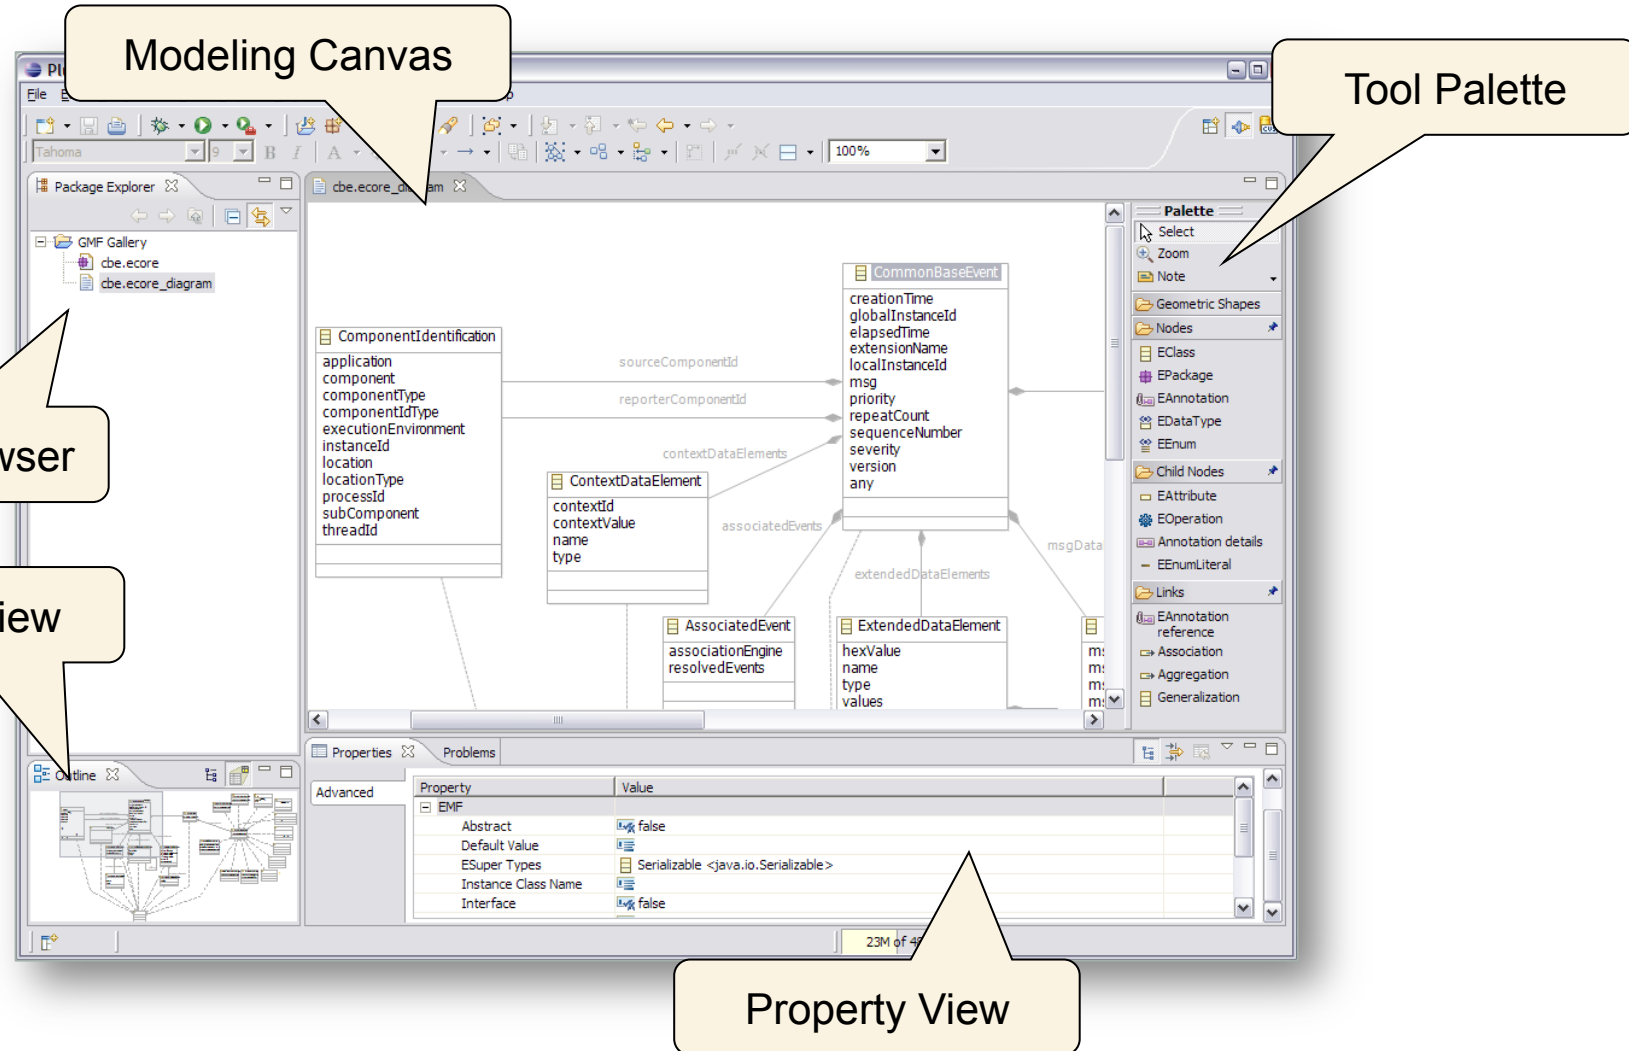 Modeling Canvas
Tool Palette
File
Tahoma
9
B
I
A
100%
Package Explorer
cbe.ecore_diagram
GMF Gallery
cbe.ecore
cbe.ecore_diagram
ComponentIdentification
application
component
componentType
componentIdType
executionEnvironment
instanceId
location
locationType
processId
subComponent
threadId
sourceComponentId
reporterComponentId
contextDataElements
ContextDataElement
contextId
contextValue
name
type
CommonBaseEvent
creationTime
globalInstanceId
elapsedTime
extensionName
localInstanceId
msg
priority
repeatCount
sequenceNumber
severity
version
any
associatedEvents
extendedDataElements
msgData
AssociatedEvent
associationEngine
resolvedEvents
ExtendedDataElement
hexValue
name
type
values
Palette
Select
Zoom
Note
Geometric Shapes
Nodes
EClass
EPackage
EAnnotation
EDataType
EEnum
Child Nodes
EAttribute
EOperation
Annotation details
EEnumLiteral
Links
EAnnotation
reference
Association
Aggregation
Generalization
wser
iew
Outline
Properties
Problems
Advanced
Property Value
EMF
Abstract false
Default Value
ESuper Types Serializable <java.io.Serializable>
Instance Class Name
Interface false
23M of
Property View